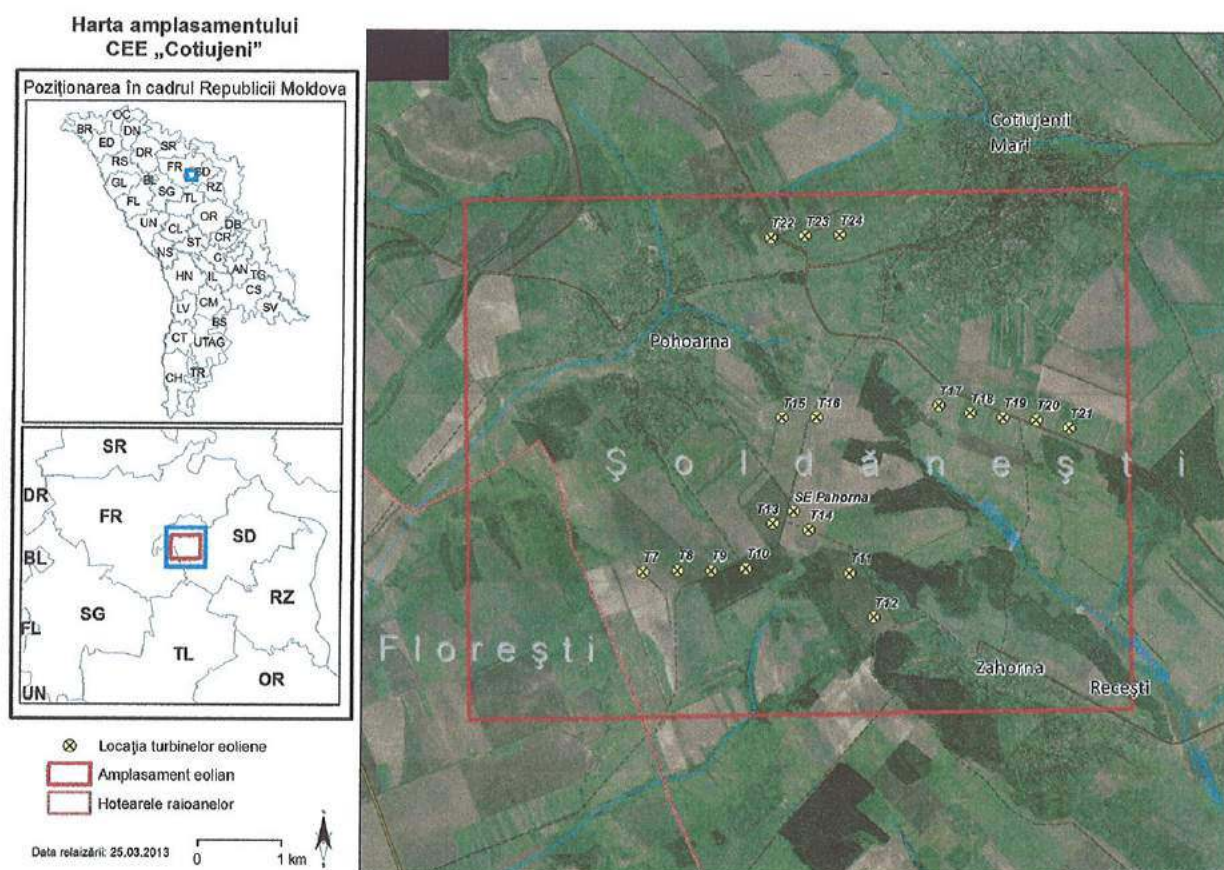 Harta amplasamentului
CEE „Cotiujeni”
Poziționarea în cadrul Republicii Moldova
OC
BR
DN
ED
DR
SR
RS
FR
SD
GL
BL
SG
TL
RZ
FL
OR
UN
CL
DB
ST
CR
NS
C
HN
IL
AN
TG
CS
LV
CM
SV
BS
CT
UTAG
CH
TR
SR
DR
FR
SD
BL
SG
RZ
FL
TL
OR
UN
Locația turbinelor eoliene
Amplasament eolian
Hotearele raioanelor
Data relaizării: 25.03.2013
0 1 km
Cotiujenii
Mari
T22 T23 T24
Pohoarna
T15 T16
T17
T18
T19
T20
T21
Șoldănești
SE Pahorna
T13
T14
T7 T8 T9 T10
T11
T12
Florești
Zahorna
Recești